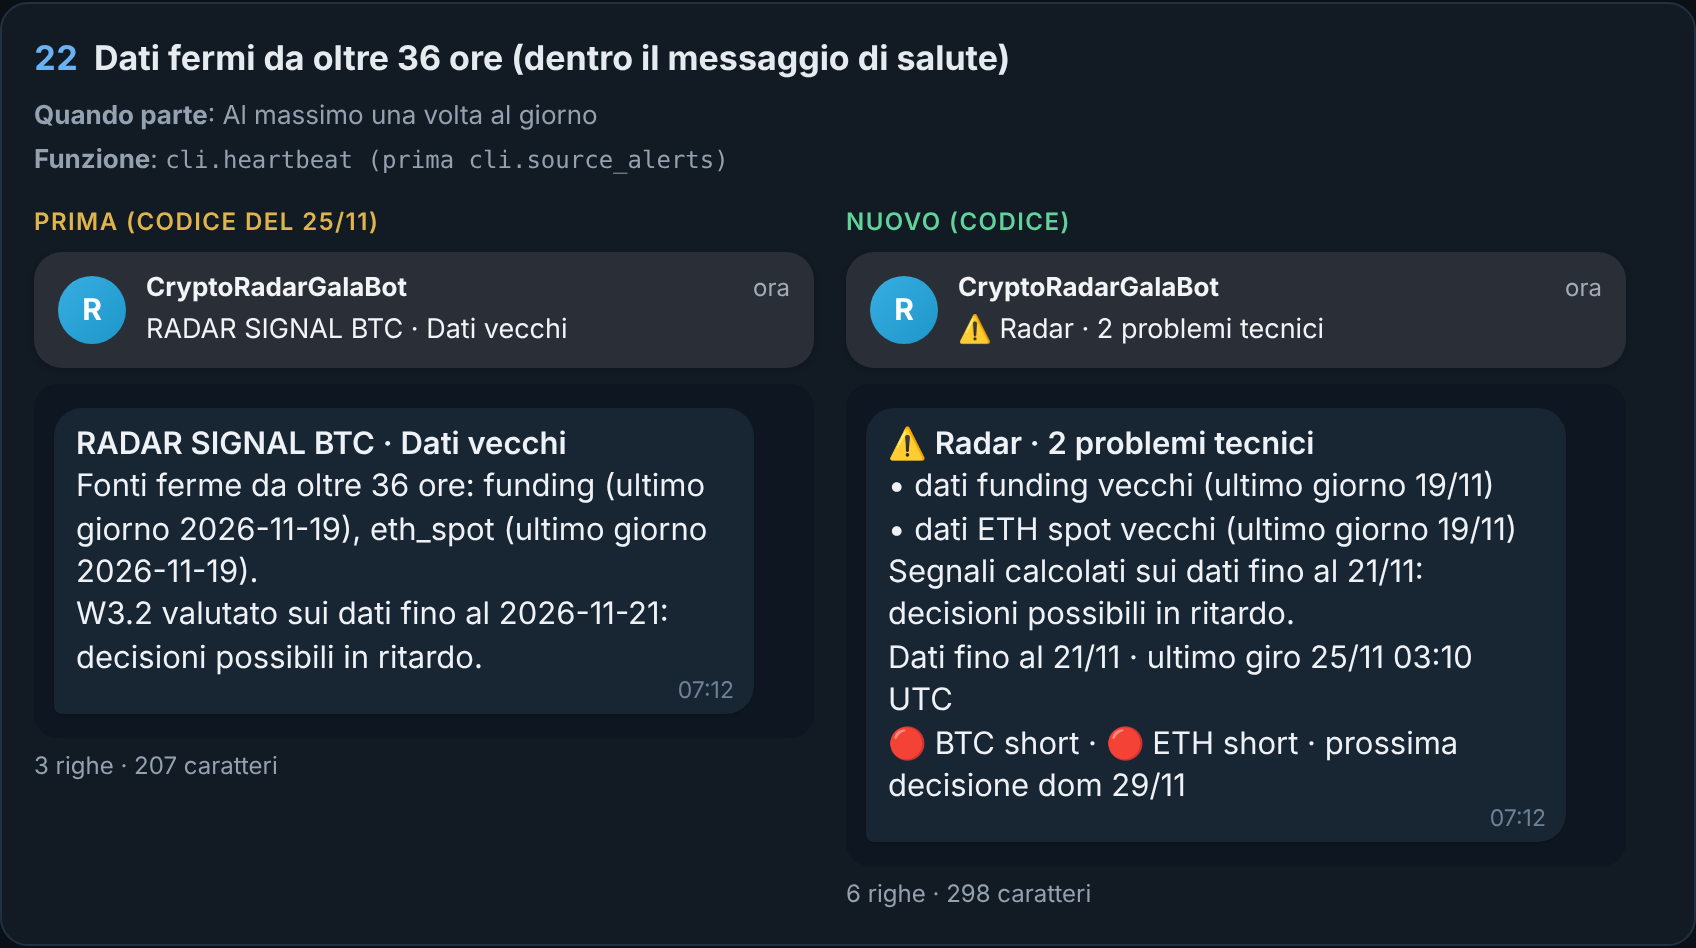 22 Dati fermi da oltre 36 ore (dentro il messaggio di salute)
Quando parte: Al massimo una volta al giorno
Funzione: cli.heartbeat (prima cli.source_alerts)
PRIMA (CODICE DEL 25/11)
R
CryptoRadarGalaBot
ora
RADAR SIGNAL BTC · Dati vecchi
RADAR SIGNAL BTC · Dati vecchi
Fonti ferme da oltre 36 ore: funding (ultimo
giorno 2026-11-19), eth_spot (ultimo giorno
2026-11-19).
W3.2 valutato sui dati fino al 2026-11-21:
decisioni possibili in ritardo.
07:12
3 righe · 207 caratteri
NUOVO (CODICE)
R
CryptoRadarGalaBot
ora
⚠️ Radar · 2 problemi tecnici
⚠️ Radar · 2 problemi tecnici
• dati funding vecchi (ultimo giorno 19/11)
• dati ETH spot vecchi (ultimo giorno 19/11)
Segnali calcolati sui dati fino al 21/11:
decisioni possibili in ritardo.
Dati fino al 21/11 · ultimo giro 25/11 03:10
UTC
🔴 BTC short · 🔴 ETH short · prossima
decisione dom 29/11
07:12
6 righe · 298 caratteri